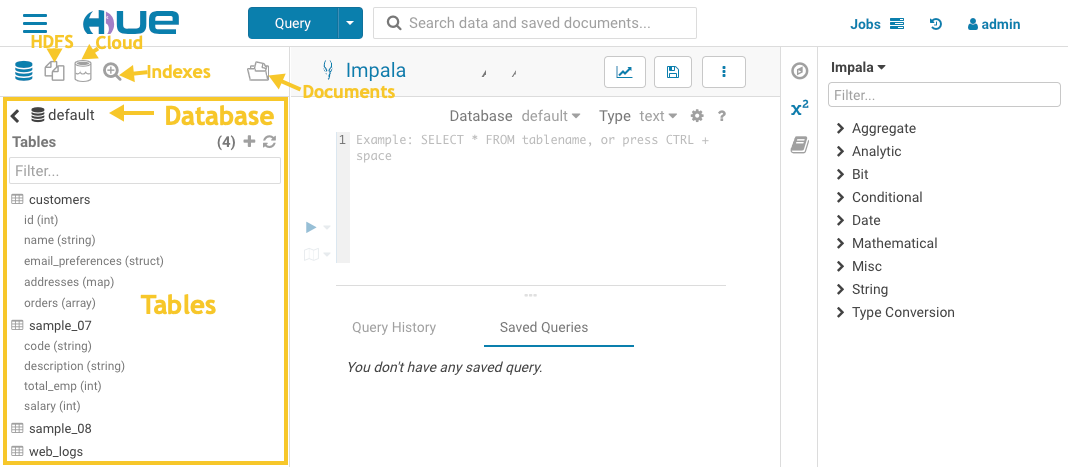 HUE
Query
Search data and saved documents...
Jobs
admin
HDFS
Cloud
Indexes
Documents
Impala
Impala
Filter...
default
Database
Tables (4)
Filter...
customers
id (int)
name (string)
email_preferences (struct)
addresses (map)
orders (array)
Tables
sample_07
code (string)
description (string)
total_emp (int)
salary (int)
sample_08
web_logs
Database default Type text ?
1 Example: SELECT * FROM tablename, or press CTRL +
space
Query History
Saved Queries
You don't have any saved query.
x²
Aggregate
Analytic
Bit
Conditional
Date
Mathematical
Misc
String
Type Conversion